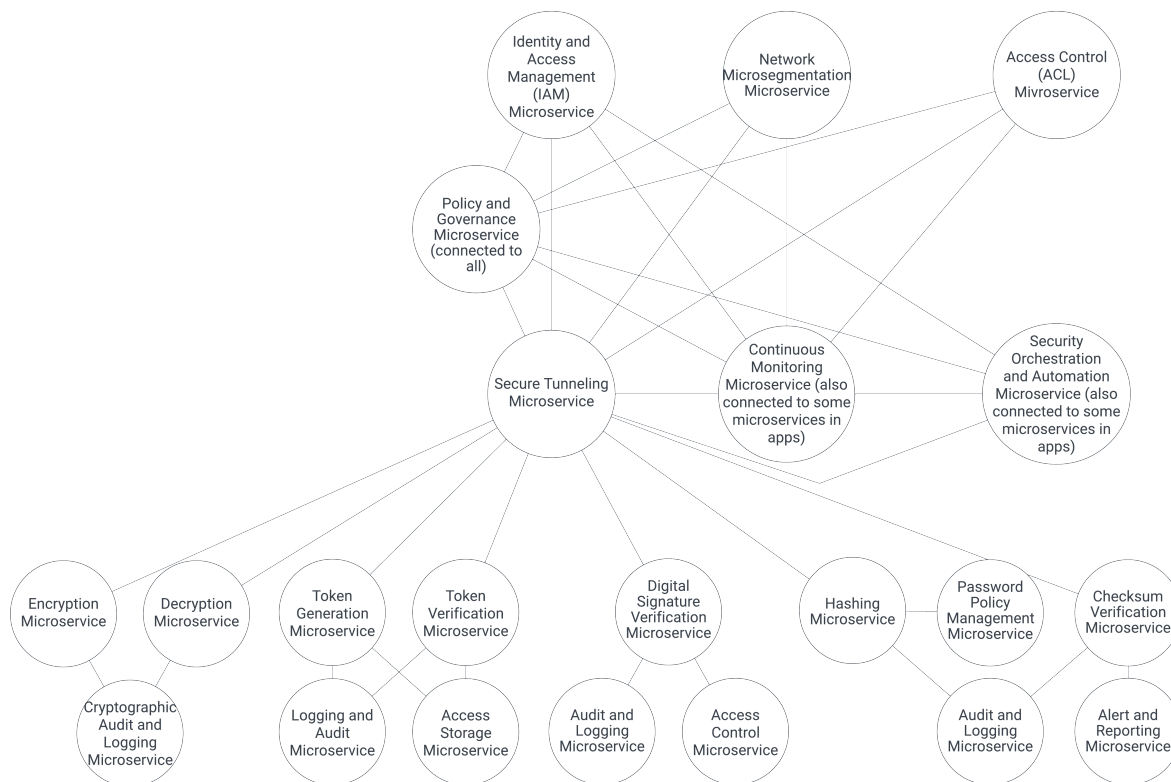 Identity and
Access
Management
(IAM)
Microservice
Network
Microsegmentation
Microservice
Access Control
(ACL)
Mivroservice
Policy and
Governance
Microservice
(connected to
all)
Secure Tunneling
Microservice
Continuous
Monitoring
Microservice (also
connected to some
microservices in
apps)
Security
Orchestration
and Automation
Microservice (also
connected to some
microservices in
apps)
Encryption
Microservice
Decryption
Microservice
Token
Generation
Microservice
Token
Verification
Microservice
Digital
Signature
Verification
Microservice
Hashing
Microservice
Password
Policy
Management
Microservice
Checksum
Verification
Microservice
Cryptographic
Audit and
Logging
Microservice
Logging and
Audit
Microservice
Access
Storage
Microservice
Audit and
Logging
Microservice
Access
Control
Microservice
Audit and
Logging
Microservice
Alert and
Reporting
Microservice